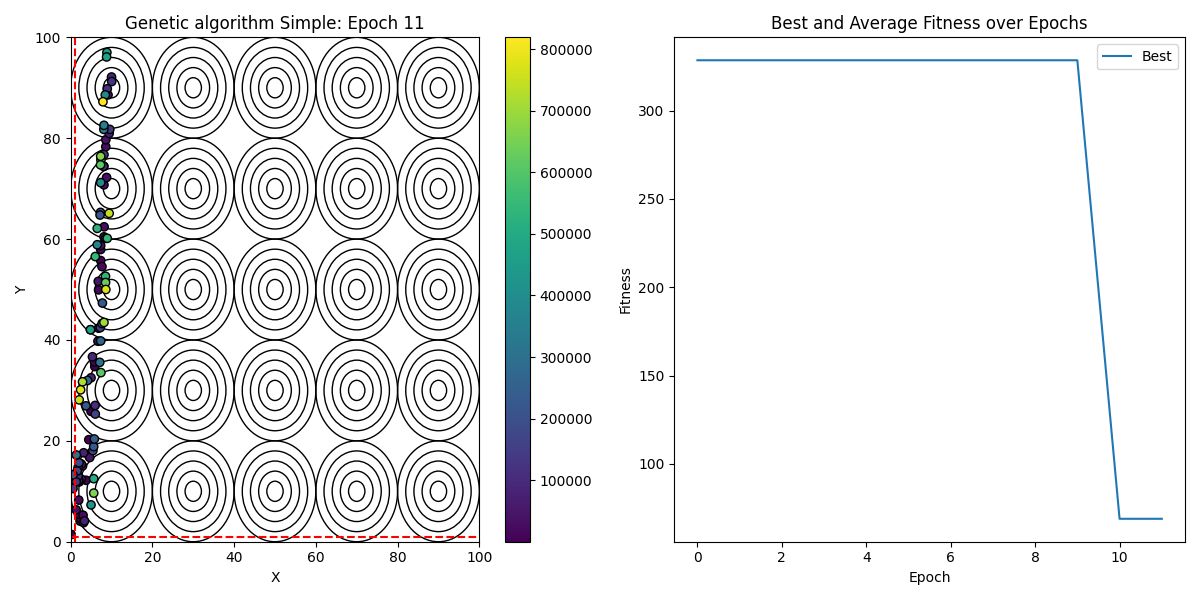 Genetic algorithm Simple: Epoch 11
100
80
60
40
20
0
Y
0 20 40 60 80 100
X
800000
700000
600000
500000
400000
300000
200000
100000
Best and Average Fitness over Epochs
Best
300
250
200
150
100
Fitness
0 2 4 6 8 10
Epoch